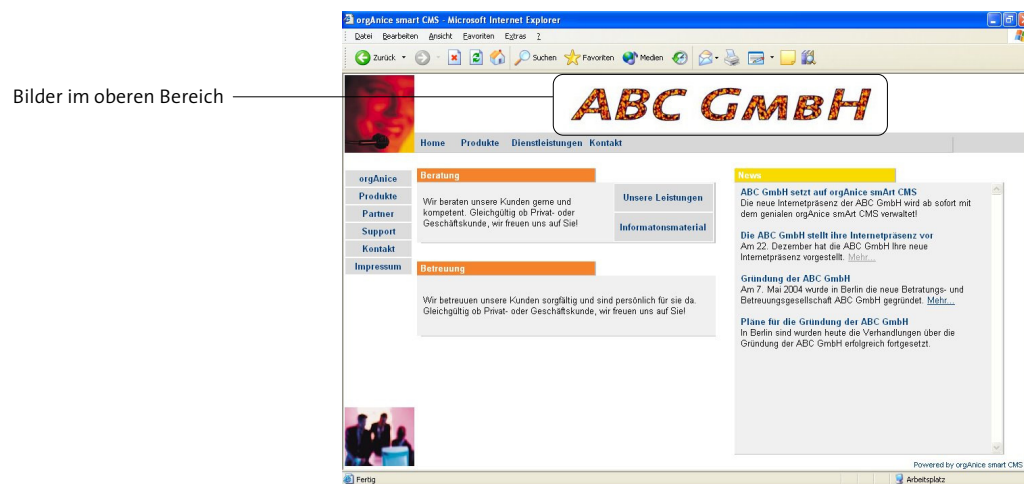 orgAnice smart CMS - Microsoft Internet Explorer
Datei Bearbeiten Ansicht Favoriten Extras ?
Zurück Suchen Favoriten Medien
Bilder im oberen Bereich
ABC GmbH
Home Produkte Dienstleistungen Kontakt
orgAnice
Produkte
Partner
Support
Kontakt
Impressum
Beratung
Wir beraten unsere Kunden gerne und
kompetent. Gleichgültig ob Privat- oder
Geschäftskunde, wir freuen uns auf Sie!
Unsere Leistungen
Informatonsmaterial
Betreuung
Wir betreuuen unsere Kunden sorgfältig und sind persönlich für sie da.
Gleichgültig ob Privat- oder Geschäftskunde, wir freuen uns auf Sie!
News
ABC GmbH setzt auf orgAnice smArt CMS
Die neue Internetpräsenz der ABC GmbH wird ab sofort mit
dem genialen orgAnice smArt CMS verwaltet!
Die ABC GmbH stellt ihre Internetpräsenz vor
Am 22. Dezember hat die ABC GmbH Ihre neue
Internetpräsenz vorgestellt. Mehr...
Gründung der ABC GmbH
Am 7. Mai 2004 wurde in Berlin die neue Betratungs- und
Betreuungsgesellschaft ABC GmbH gegründet. Mehr...
Pläne für die Gründung der ABC GmbH
In Berlin sind wurden heute die Verhandlungen über die
Gründung der ABC GmbH erfolgreich fortgesetzt.
Powered by orgAnice smart CMS
Fertig
Arbeitsplatz